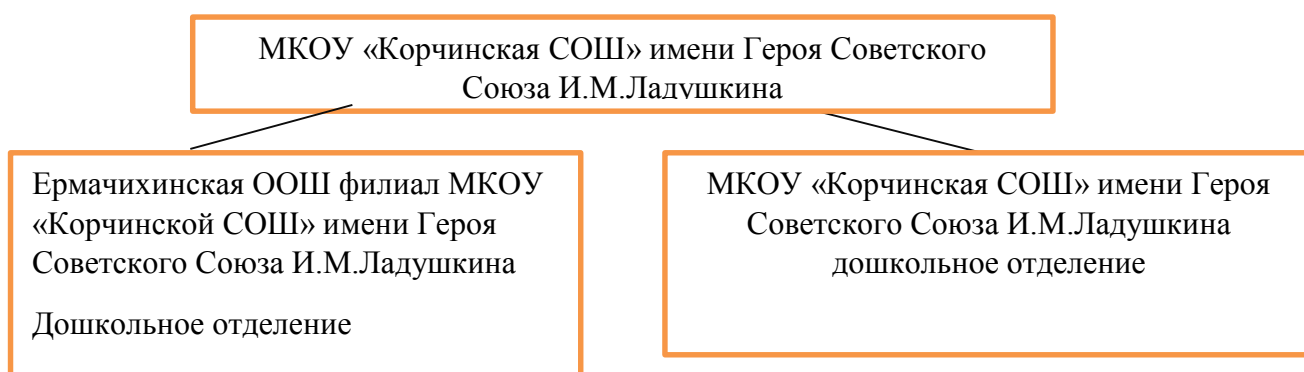 МКОУ «Корчинская СОШ» имени Героя Советского
Союза И.М.Ладушкина
Ермачихинская ООШ филиал МКОУ
«Корчинской СОШ» имени Героя
Советского Союза И.М.Ладушкина
Дошкольное отделение
МКОУ «Корчинская СОШ» имени Героя
Советского Союза И.М.Ладушкина
дошкольное отделение